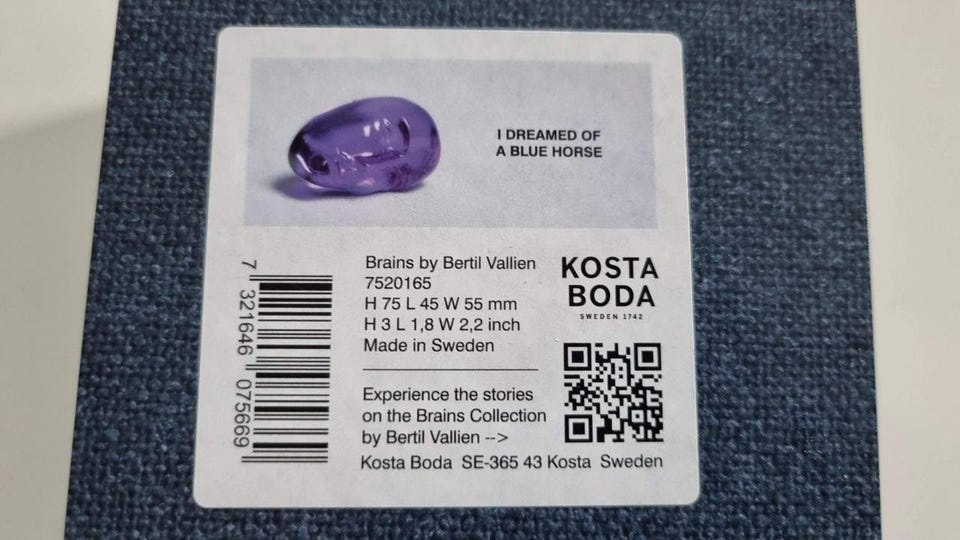 I DREAMED OF
A BLUE HORSE
Brains by Bertil Vallien
7520165
H 75 L 45 W 55 mm
H 3 L 1,8 W 2,2 inch
Made in Sweden
KOSTA
BODA
SWEDEN 1742
7 321646 075669
Experience the stories
on the Brains Collection
by Bertil Vallien -->
Kosta Boda SE-365 43 Kosta Sweden